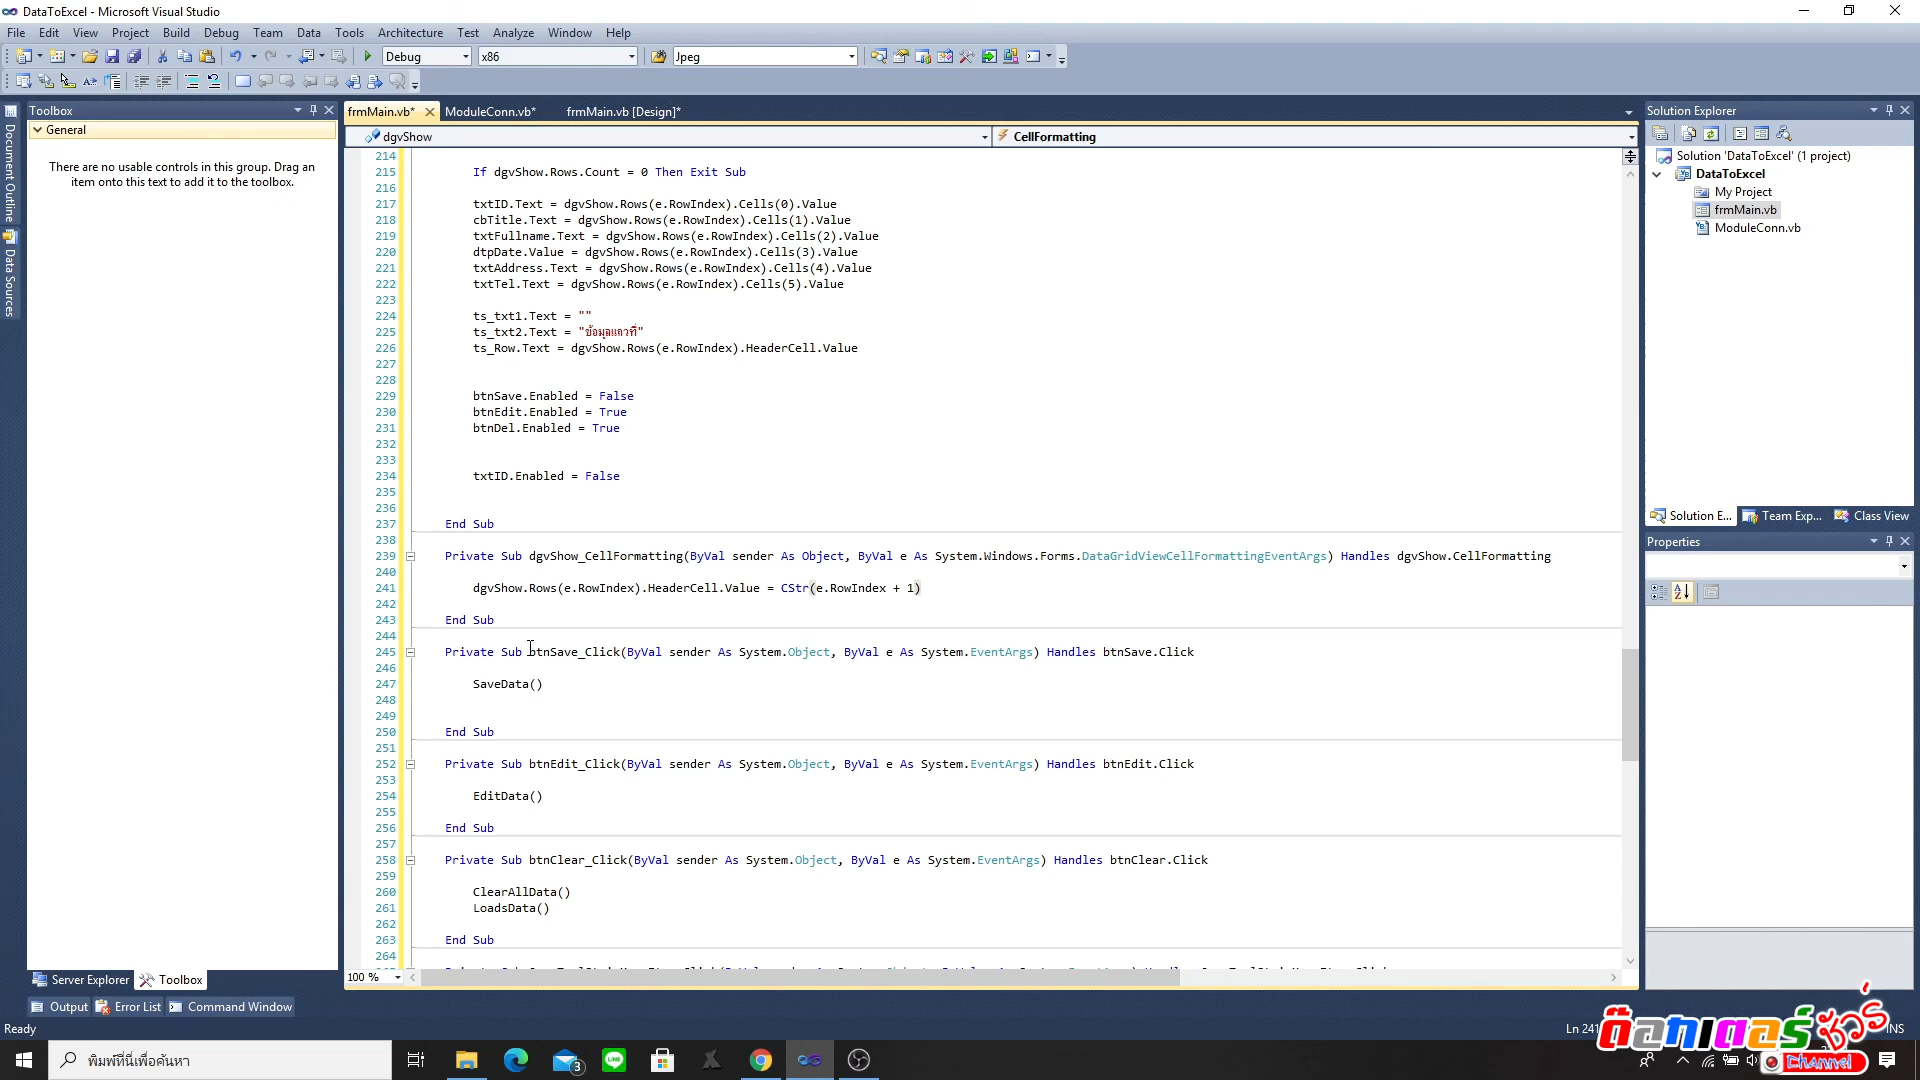 DataToExcel - Microsoft Visual Studio
File Edit View Project Build Debug Team Data Tools Architecture Test Analyze Window Help
Debug x86 Jpeg
Toolbox
General
There are no usable controls in this group. Drag an
item onto this text to add it to the toolbox.
Document Outline
Data Sources
frmMain.vb* ModuleConn.vb* frmMain.vb [Design]*
dgvShow CellFormatting
214
215 If dgvShow.Rows.Count = 0 Then Exit Sub
216
217 txtID.Text = dgvShow.Rows(e.RowIndex).Cells(0).Value
218 cbTitle.Text = dgvShow.Rows(e.RowIndex).Cells(1).Value
219 txtFullname.Text = dgvShow.Rows(e.RowIndex).Cells(2).Value
220 dtpDate.Value = dgvShow.Rows(e.RowIndex).Cells(3).Value
221 txtAddress.Text = dgvShow.Rows(e.RowIndex).Cells(4).Value
222 txtTel.Text = dgvShow.Rows(e.RowIndex).Cells(5).Value
223
224 ts_txt1.Text = ""
225 ts_txt2.Text = "ข้อมูลแถวที่"
226 ts_Row.Text = dgvShow.Rows(e.RowIndex).HeaderCell.Value
227
228
229 btnSave.Enabled = False
230 btnEdit.Enabled = True
231 btnDel.Enabled = True
232
233
234 txtID.Enabled = False
235
236
237 End Sub
238
239 Private Sub dgvShow_CellFormatting(ByVal sender As Object, ByVal e As System.Windows.Forms.DataGridViewCellFormattingEventArgs) Handles dgvShow.CellFormatting
240
241 dgvShow.Rows(e.RowIndex).HeaderCell.Value = CStr(e.RowIndex + 1)
242
243 End Sub
244
245 Private Sub btnSave_Click(ByVal sender As System.Object, ByVal e As System.EventArgs) Handles btnSave.Click
246
247 SaveData()
248
249
250 End Sub
251
252 Private Sub btnEdit_Click(ByVal sender As System.Object, ByVal e As System.EventArgs) Handles btnEdit.Click
253
254 EditData()
255
256 End Sub
257
258 Private Sub btnClear_Click(ByVal sender As System.Object, ByVal e As System.EventArgs) Handles btnClear.Click
259
260 ClearAllData()
261 LoadsData()
262
263 End Sub
264
100 %
Solution Explorer
Solution 'DataToExcel' (1 project)
DataToExcel
My Project
frmMain.vb
ModuleConn.vb
Solution E... Team Exp... Class View
Properties
Server Explorer Toolbox
Output Error List Command Window
Ready
Ln 241
INS
พิมพ์ที่นี่เพื่อค้นหา
3
ด๊อกเตอร์ชัวร์
Channel